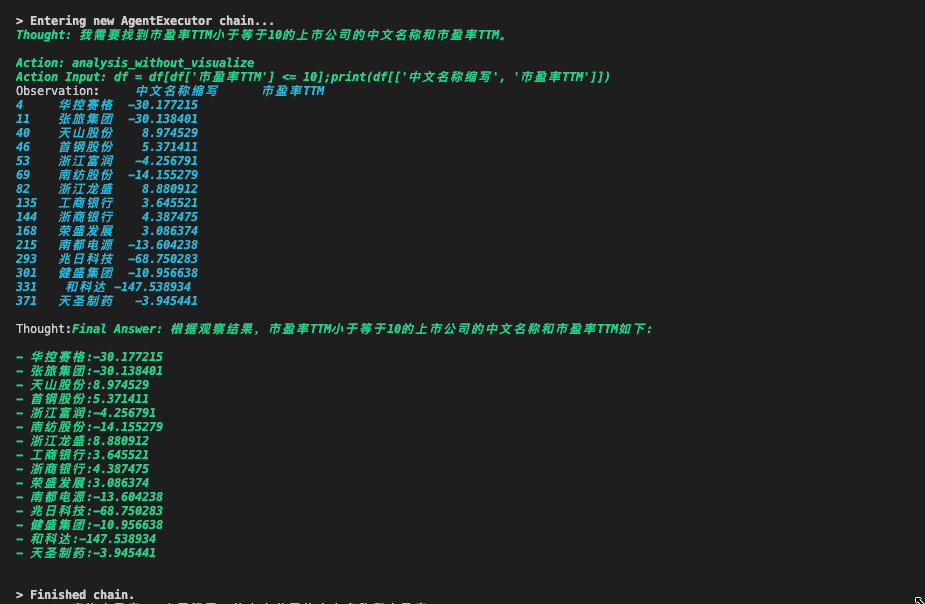 > Entering new AgentExecutor chain...
Thought: 我需要找到市盈率TTM小于等于10的上市公司的中文名称和市盈率TTM。
Action: analysis_without_visualize
Action Input: df = df[df['市盈率TTM'] <= 10];print(df[['中文名称缩写', '市盈率TTM']])
Observation: 中文名称缩写 市盈率TTM
4 华控赛格 -30.177215
11 张旅集团 -30.138401
40 天山股份 8.974529
46 首钢股份 5.371411
53 浙江富润 -4.256791
69 南纺股份 -14.155279
82 浙江龙盛 8.880912
135 工商银行 3.645521
144 浙商银行 4.387475
168 荣盛发展 3.086374
215 南都电源 -13.604238
293 兆日科技 -68.750283
301 健盛集团 -10.956638
331 和科达 -147.538934
371 天圣制药 -3.945441
Thought:Final Answer: 根据观察结果, 市盈率TTM小于等于10的上市公司的中文名称和市盈率TTM如下:
- 华控赛格:-30.177215
- 张旅集团:-30.138401
- 天山股份:8.974529
- 首钢股份:5.371411
- 浙江富润:-4.256791
- 南纺股份:-14.155279
- 浙江龙盛:8.880912
- 工商银行:3.645521
- 浙商银行:4.387475
- 荣盛发展:3.086374
- 南都电源:-13.604238
- 兆日科技:-68.750283
- 健盛集团:-10.956638
- 和科达:-147.538934
- 天圣制药:-3.945441
> Finished chain.